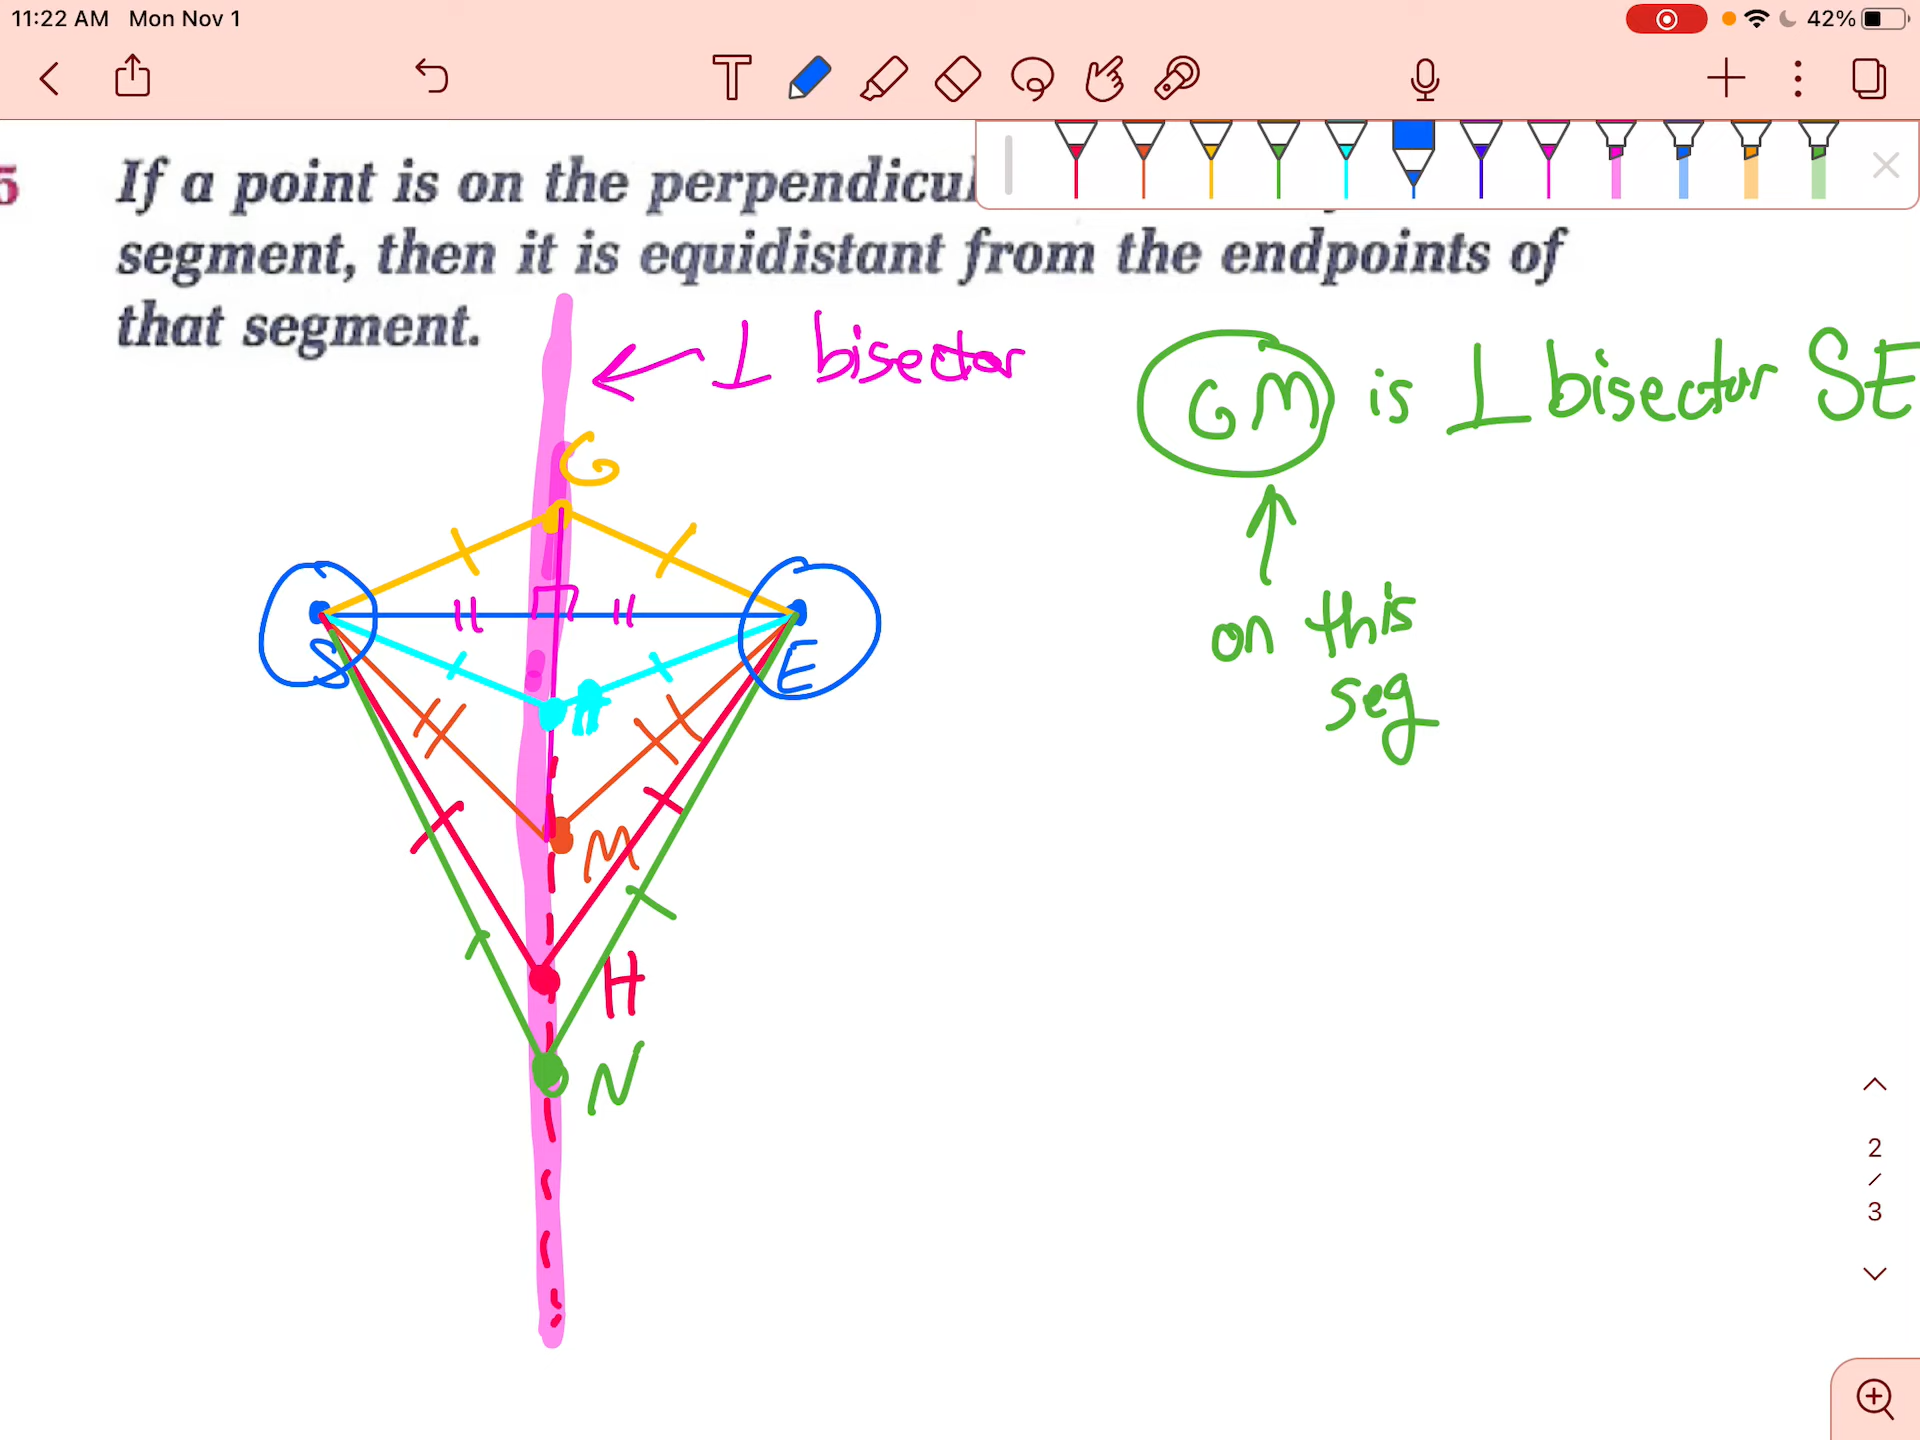 11:22 AM Mon Nov 1
42%
T
5
If a point is on the
segment, then it is equidistant from the endpoints of
that segment.
⊥ bisector
GM is ⊥ bisector SE
G
on this
seg
S
E
M
H
N
2
/
3